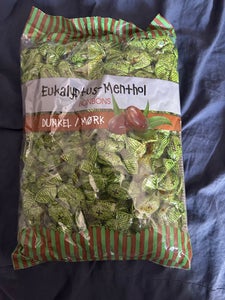 Eukalyptus-Menthol
BONBONS
DUNKEL / MØRK